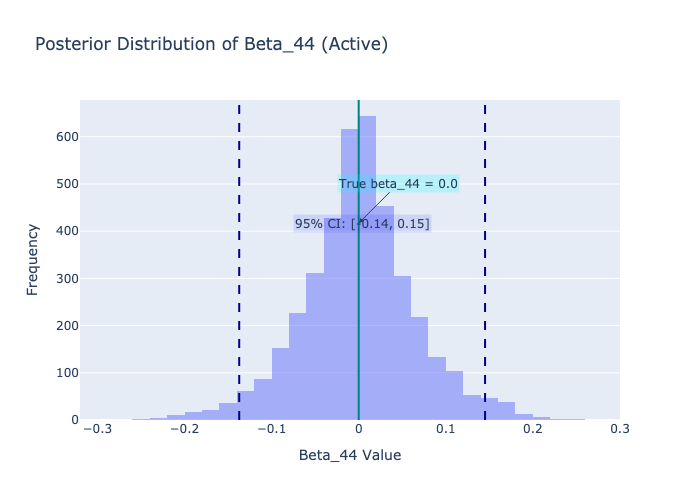 Posterior Distribution of Beta_44 (Active)
Frequency
600
500
400
300
200
100
0
True beta_44 = 0.0
95% CI: [-0.14, 0.15]
−0.3 −0.2 −0.1 0 0.1 0.2 0.3
Beta_44 Value